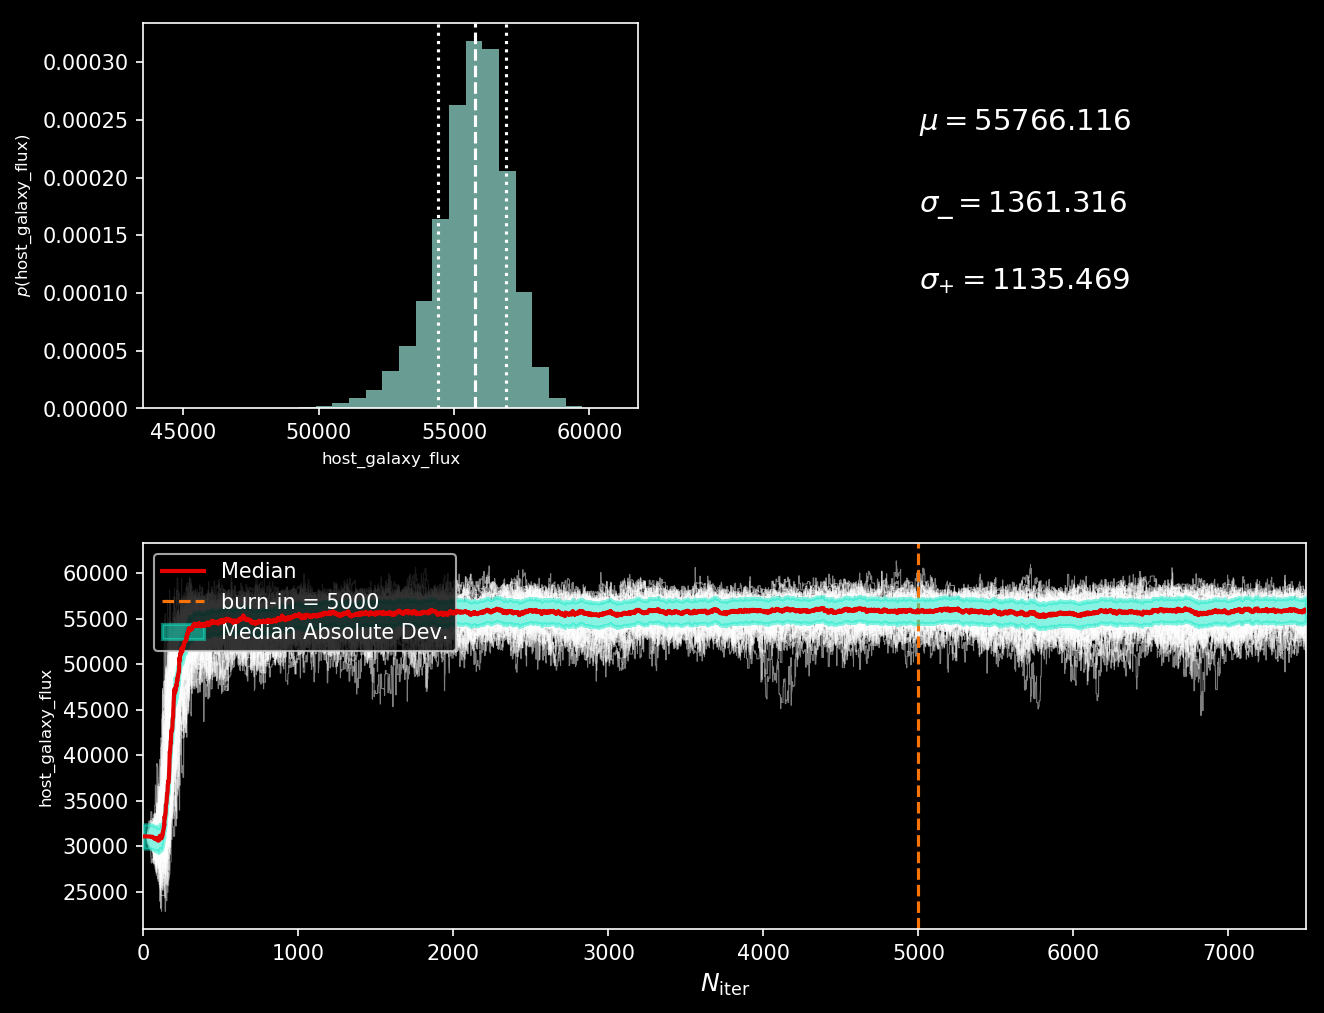 0.00030
0.00025
0.00020
0.00015
0.00010
0.00005
0.00000
p(host_galaxy_flux)
45000 50000 55000 60000
host_galaxy_flux
μ = 55766.116
σ_ = 1361.316
σ+ = 1135.469
60000
55000
50000
45000
40000
35000
30000
25000
host_galaxy_flux
Median
burn-in = 5000
Median Absolute Dev.
0 1000 2000 3000 4000 5000 6000 7000
Niter